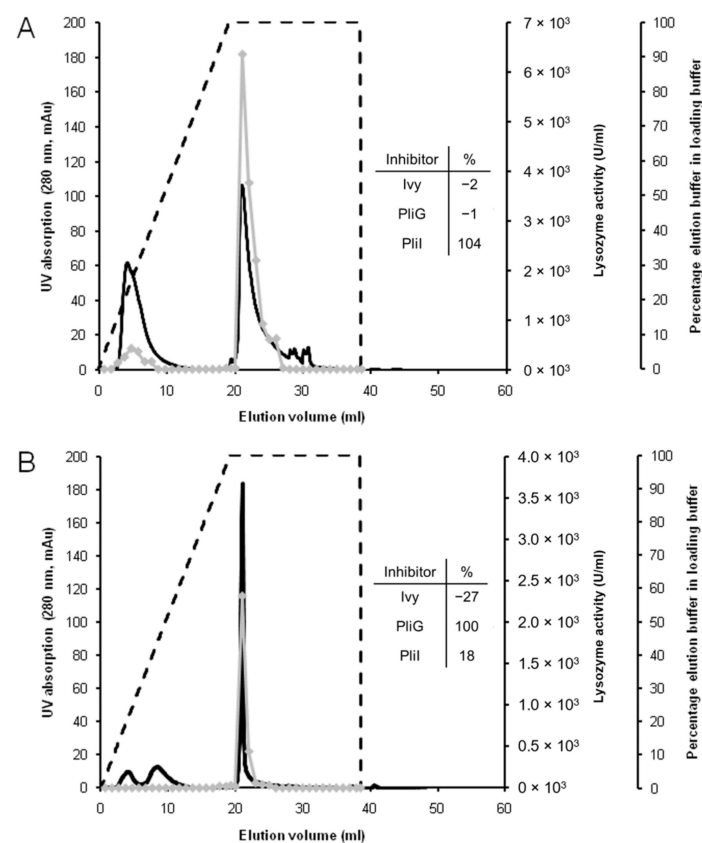 A
UV absorption (280 nm, mAu)
200
180
160
140
120
100
80
60
40
20
0
0 10 20 30 40 50 60
Elution volume (ml)
Inhibitor %
Ivy −2
PliG −1
PliI 104
7 × 10³
6 × 10³
5 × 10³
4 × 10³
3 × 10³
2 × 10³
1 × 10³
0 × 10³
Lysozyme activity (U/ml)
100
90
80
70
60
50
40
30
20
10
0
Percentage elution buffer in loading buffer
B
UV absorption (280 nm, mAu)
200
180
160
140
120
100
80
60
40
20
0
0 10 20 30 40 50 60
Elution volume (ml)
Inhibitor %
Ivy −27
PliG 100
PliI 18
4.0 × 10³
3.5 × 10³
3.0 × 10³
2.5 × 10³
2.0 × 10³
1.5 × 10³
1.0 × 10³
0.5 × 10³
0 × 10³
Lysozyme activity (U/ml)
100
90
80
70
60
50
40
30
20
10
0
Percentage elution buffer in loading buffer